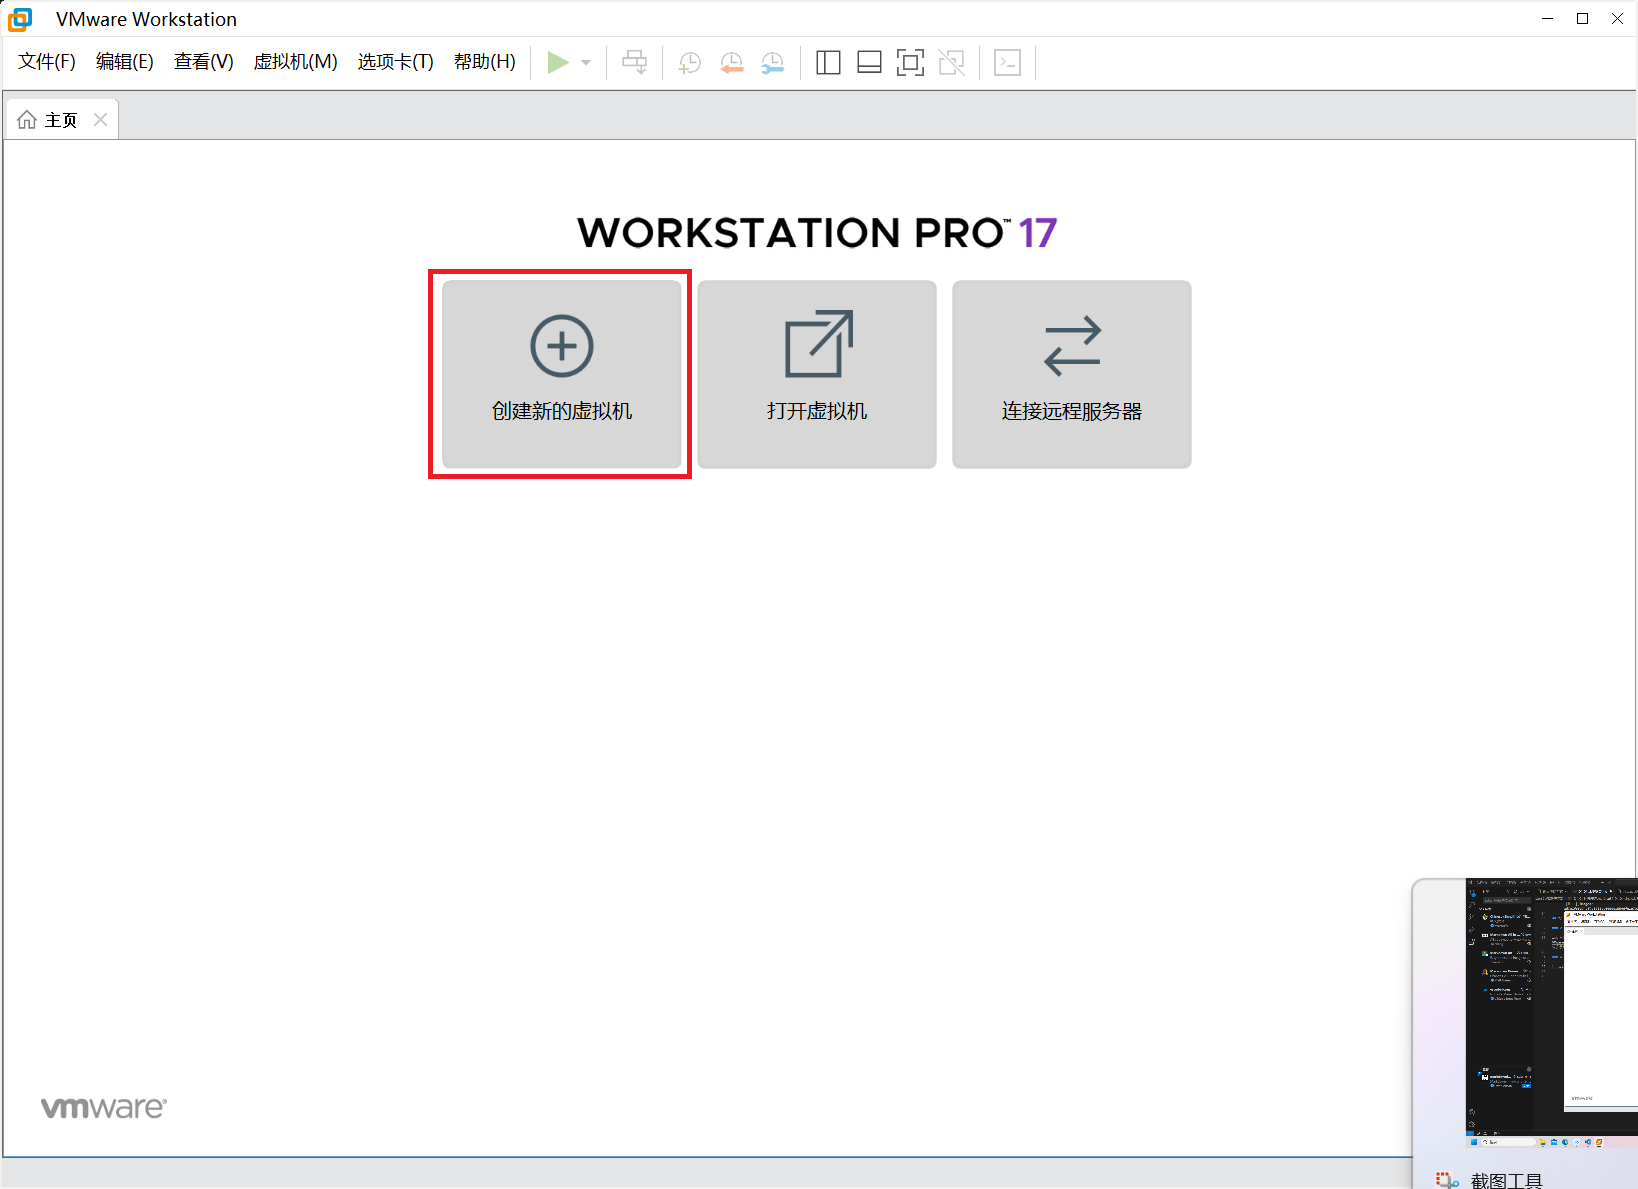 VMware Workstation
文件(F) 编辑(E) 查看(V) 虚拟机(M) 选项卡(T) 帮助(H)
主页
WORKSTATION PRO™ 17
创建新的虚拟机
打开虚拟机
连接远程服务器
vmware®
截图工具